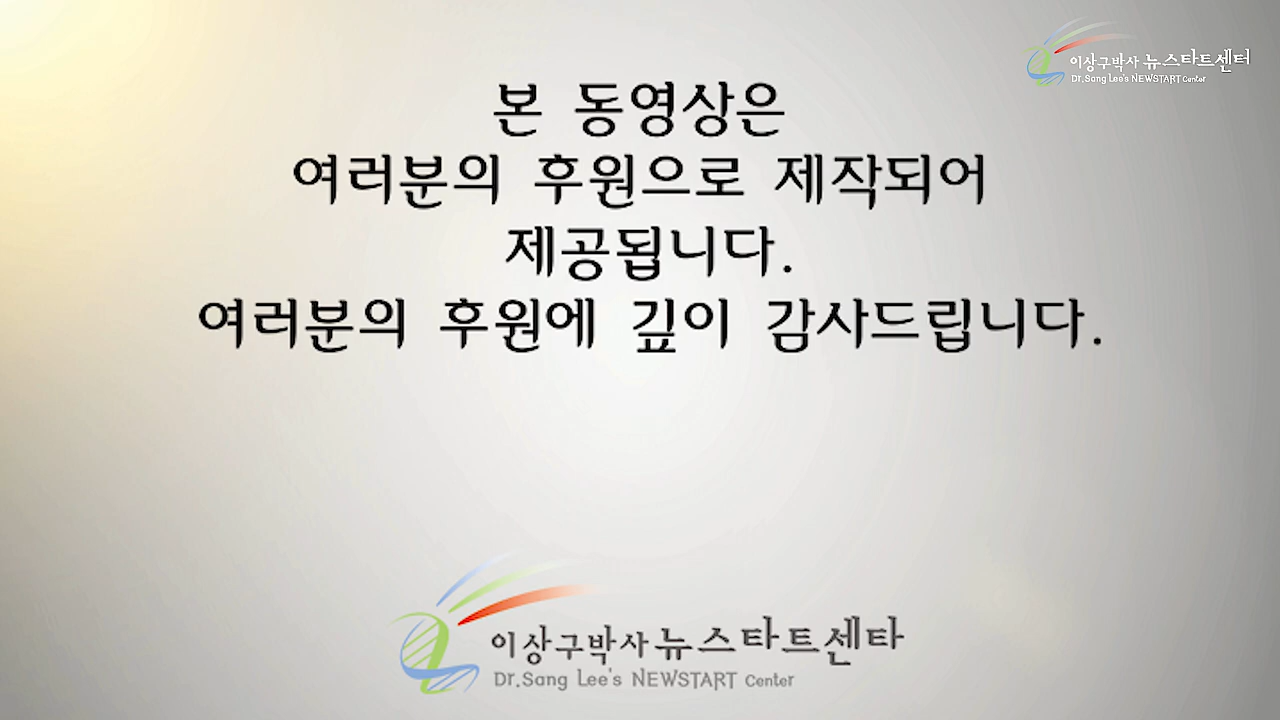 이상구박사 뉴스타트센터
Dr.Sang Lee's NEWSTART Center
본 동영상은
여러분의 후원으로 제작되어
제공됩니다.
여러분의 후원에 깊이 감사드립니다.
이상구박사 뉴스타트센타
Dr.Sang Lee's NEWSTART Center